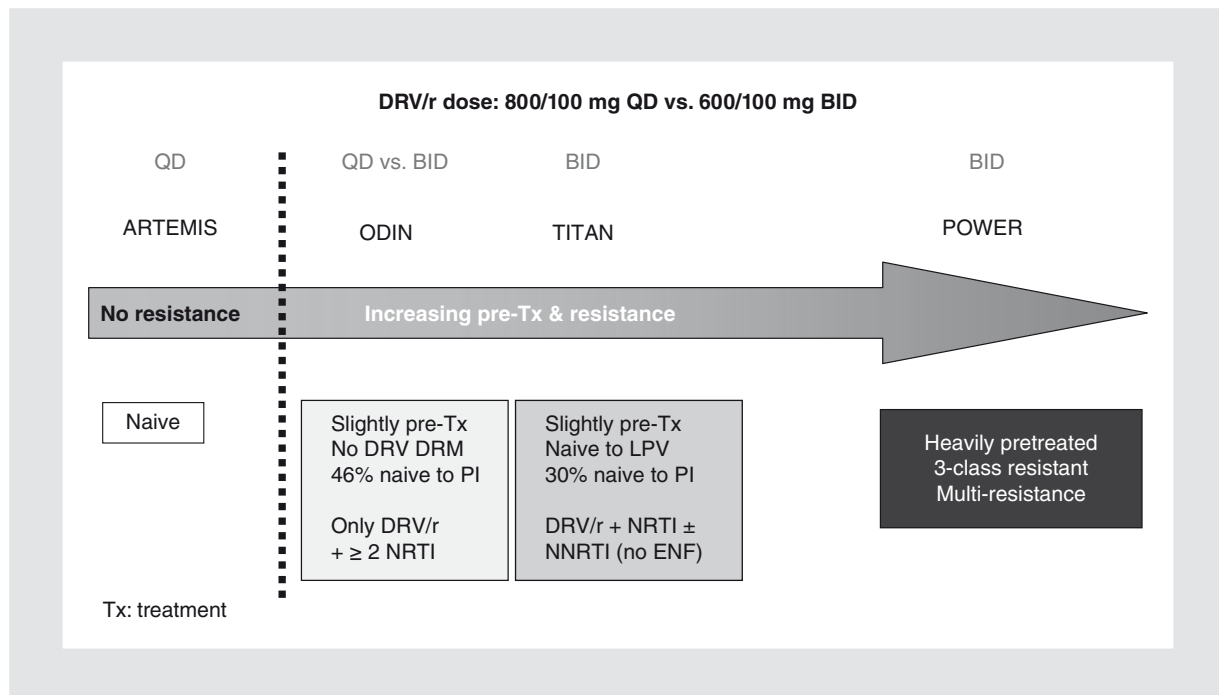 DRV/r dose: 800/100 mg QD vs. 600/100 mg BID
QD
QD vs. BID
BID
BID
ARTEMIS
ODIN
TITAN
POWER
No resistance
Increasing pre-Tx & resistance
Naive
Slightly pre-Tx
No DRV DRM
46% naive to PI
Only DRV/r
+ ≥ 2 NRTI
Slightly pre-Tx
Naive to LPV
30% naive to PI
DRV/r + NRTI ±
NNRTI (no ENF)
Heavily pretreated
3-class resistant
Multi-resistance
Tx: treatment